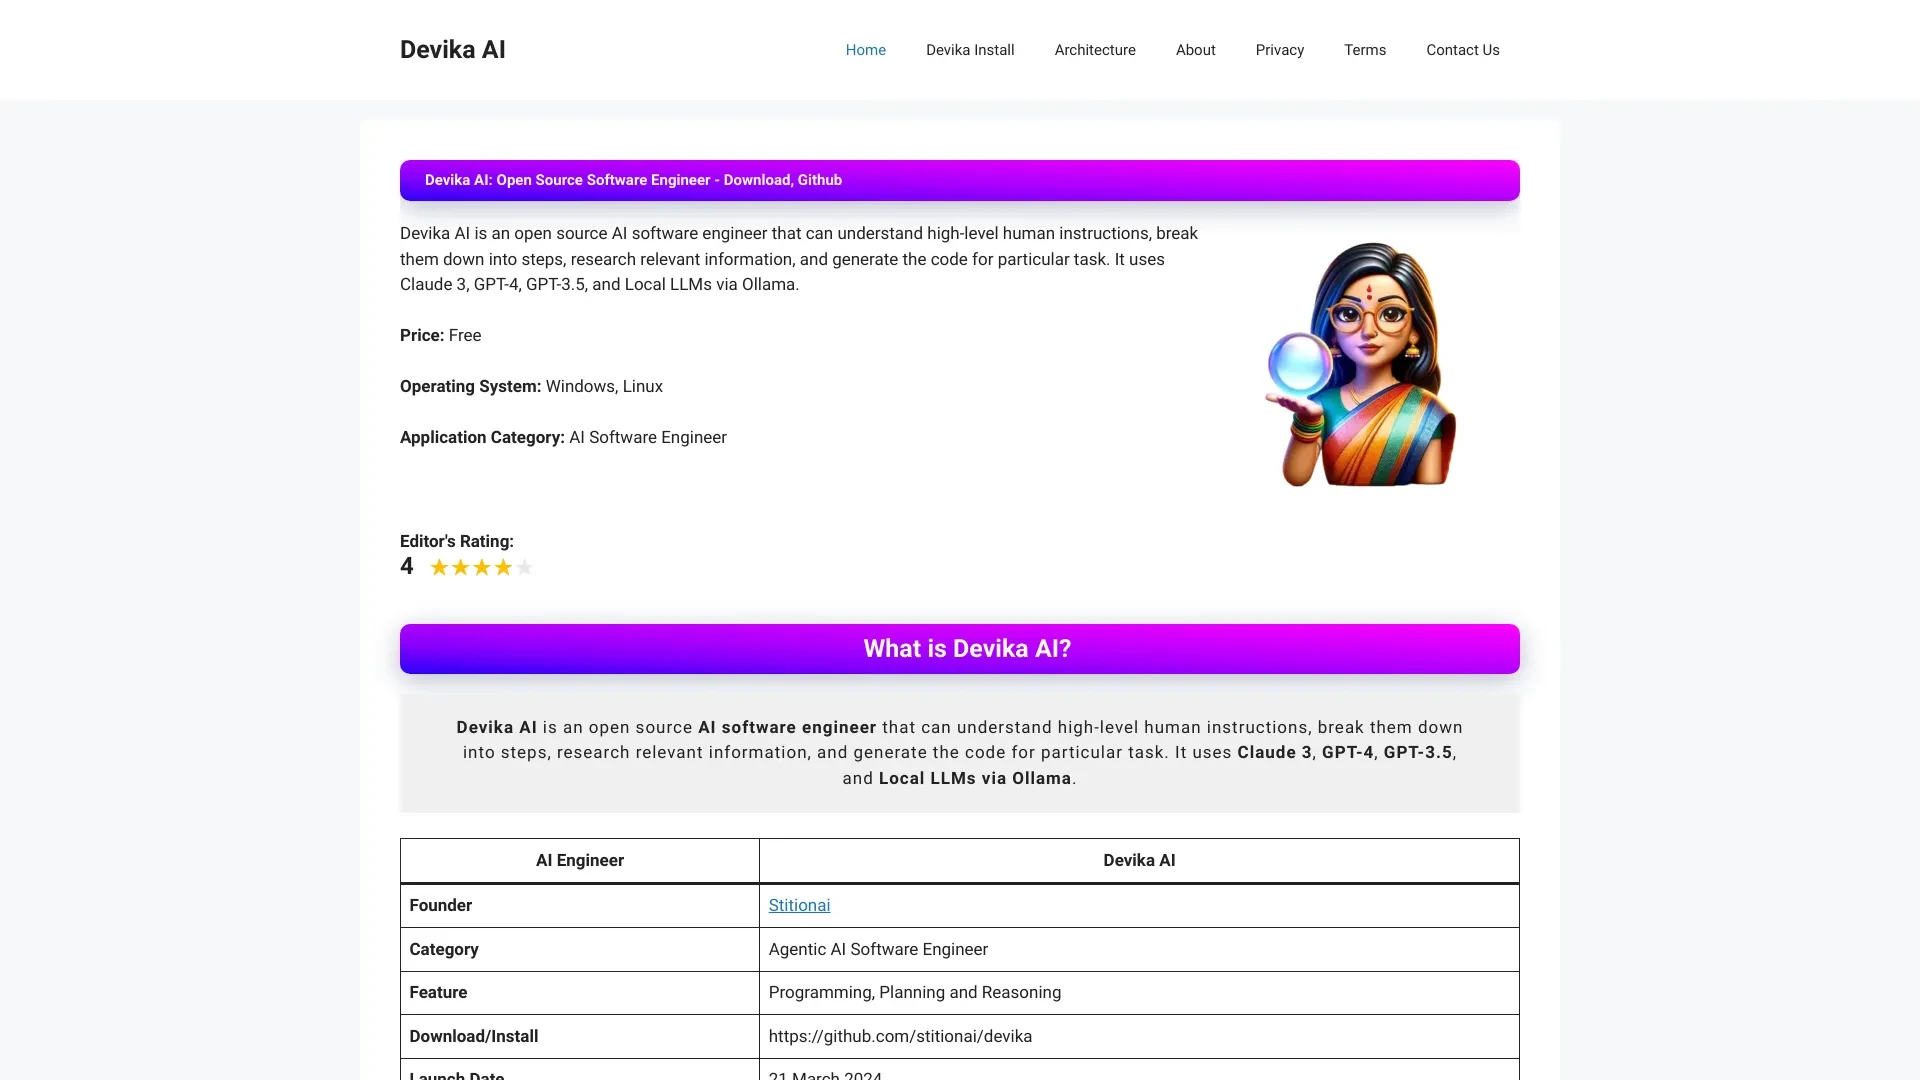 Devika AI
Home
Devika Install
Architecture
About
Privacy
Terms
Contact Us
Devika AI: Open Source Software Engineer - Download, Github
Devika AI is an open source AI software engineer that can understand high-level human instructions, break
them down into steps, research relevant information, and generate the code for particular task. It uses
Claude 3, GPT-4, GPT-3.5, and Local LLMs via Ollama.
Price: Free
Operating System: Windows, Linux
Application Category: AI Software Engineer
Editor's Rating:
4
What is Devika AI?
Devika AI is an open source AI software engineer that can understand high-level human instructions, break them down
into steps, research relevant information, and generate the code for particular task. It uses Claude 3, GPT-4, GPT-3.5,
and Local LLMs via Ollama.
AI Engineer
Devika AI
Founder
Stitionai
Category
Agentic AI Software Engineer
Feature
Programming, Planning and Reasoning
Download/Install
https://github.com/stitionai/devika
Launch Date
21 March 2024